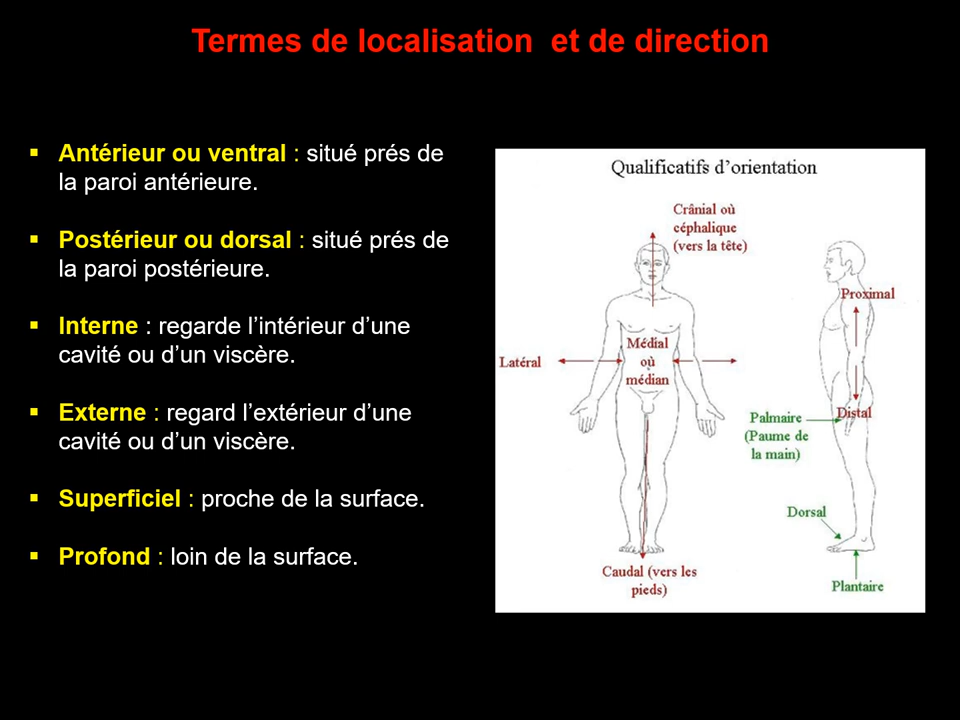 Termes de localisation et de direction
▪ Antérieur ou ventral : situé prés de
la paroi antérieure.
▪ Postérieur ou dorsal : situé prés de
la paroi postérieure.
▪ Interne : regarde l’intérieur d’une
cavité ou d’un viscère.
▪ Externe : regard l’extérieur d’une
cavité ou d’un viscère.
▪ Superficiel : proche de la surface.
▪ Profond : loin de la surface.
Qualificatifs d’orientation
Crânial où
céphalique
(vers la tête)
Proximal
Latéral
Médial
où
médian
Distal
Palmaire
(Paume de
la main)
Dorsal
Caudal (vers les
pieds)
Plantaire